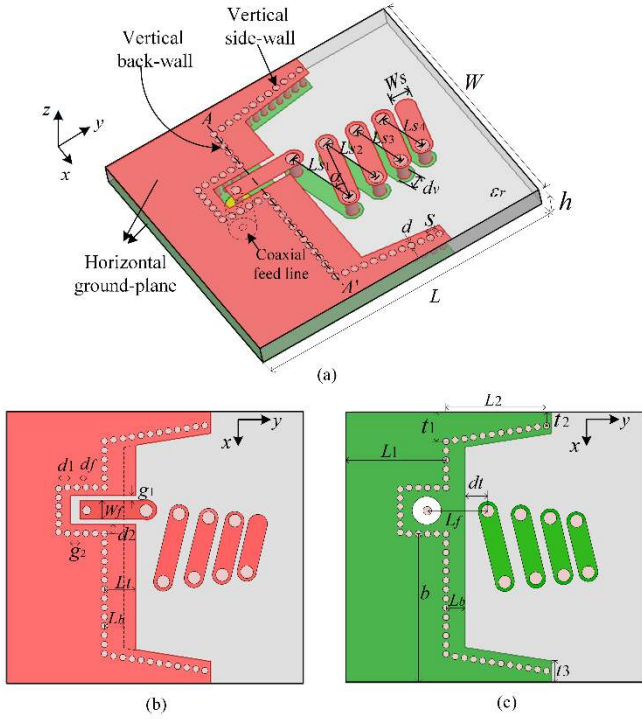 Vertical
side-wall
Vertical
back-wall
A
z
y
x
Ws
W
Ls1
Ls2
Ls3
Ls4
α
dv
εr
h
S
d
Coaxial
feed line
A'
Horizontal
ground-plane
L
(a)
y
x
d1
df
g1
Wf
g2
d2
Lt
Lb
(b)
L2
t1
t2
y
x
L1
dt
Lf
b
Lb
t3
(c)